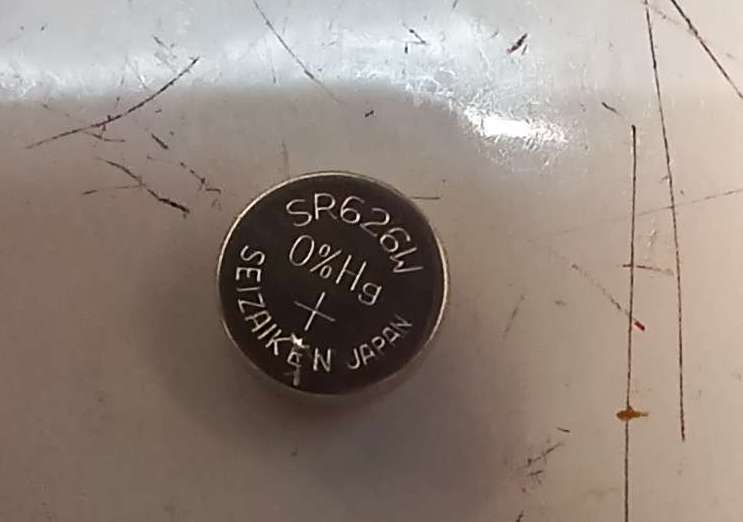 SR626W
0%Hg
+
SEIZAIKEN JAPAN